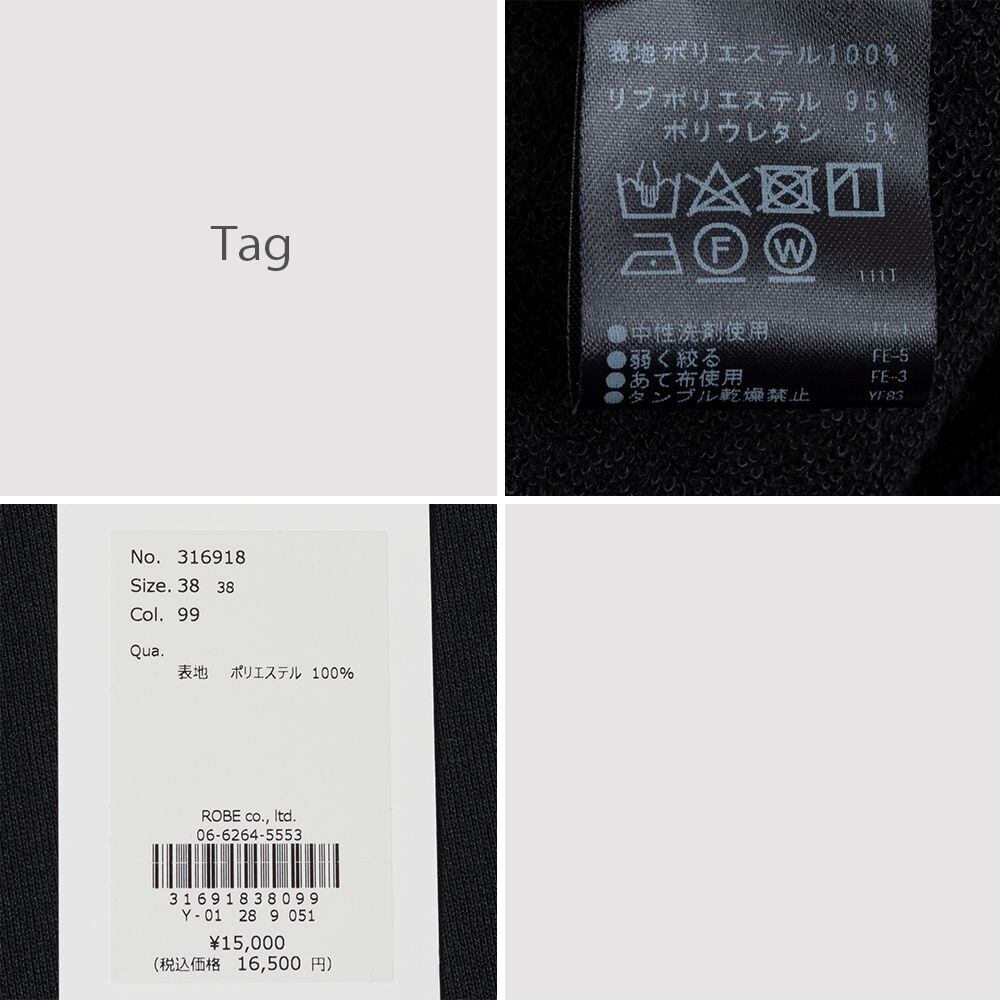 Tag
表地 ポリエステル100%
リブ ポリエステル 95%
ポリウレタン 5%
F
W
111T
●中性洗剤使用
●弱く絞る FE-5
●あて布使用 FE-3
●タンブル乾燥禁止
No. 316918
Size. 38 38
Col. 99
Qua.
表地 ポリエステル 100%
ROBE co., ltd.
06-6264-5553
31691838099
Y-01 28 9 051
¥15,000
(税込価格 16,500 円)